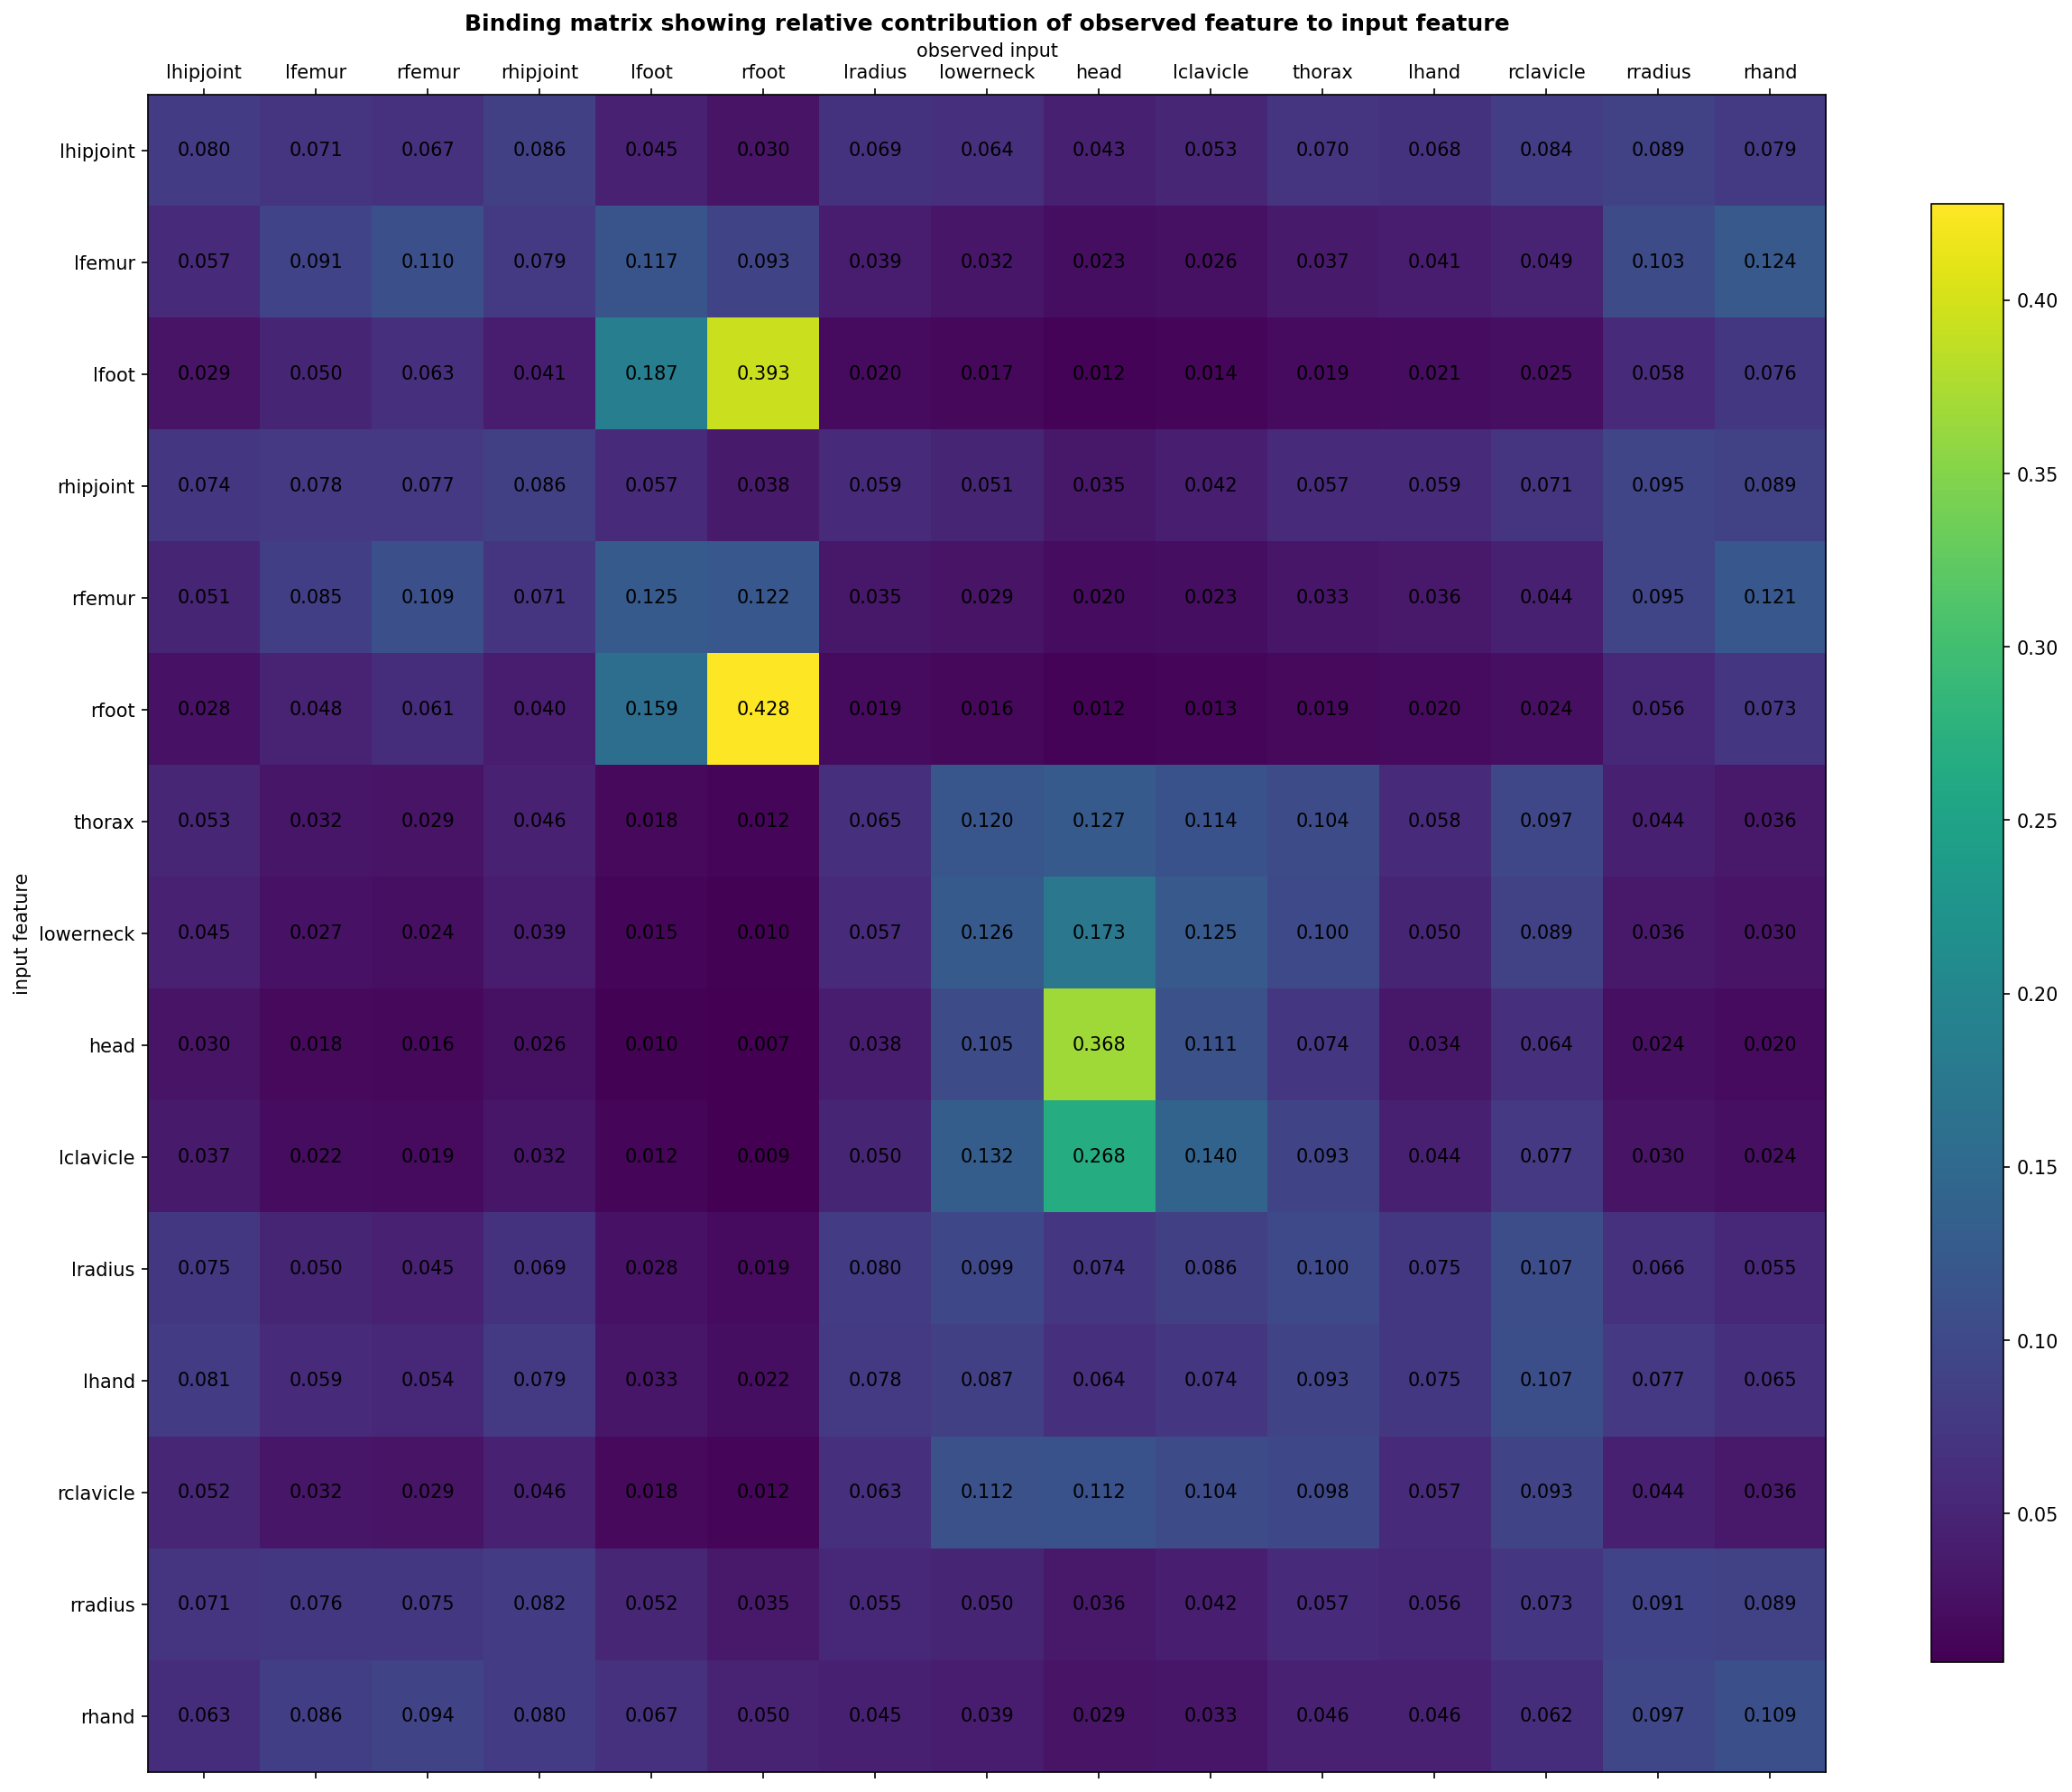 Binding matrix showing relative contribution of observed feature to input feature
observed input
lhipjoint lfemur rfemur rhipjoint lfoot rfoot lradius lowerneck head lclavicle thorax lhand rclavicle rradius rhand
lhipjoint 0.080 0.071 0.067 0.086 0.045 0.030 0.069 0.064 0.043 0.053 0.070 0.068 0.084 0.089 0.079
lfemur 0.057 0.091 0.110 0.079 0.117 0.093 0.039 0.032 0.023 0.026 0.037 0.041 0.049 0.103 0.124
lfoot 0.029 0.050 0.063 0.041 0.187 0.393 0.020 0.017 0.012 0.014 0.019 0.021 0.025 0.058 0.076
rhipjoint 0.074 0.078 0.077 0.086 0.057 0.038 0.059 0.051 0.035 0.042 0.057 0.059 0.071 0.095 0.089
rfemur 0.051 0.085 0.109 0.071 0.125 0.122 0.035 0.029 0.020 0.023 0.033 0.036 0.044 0.095 0.121
rfoot 0.028 0.048 0.061 0.040 0.159 0.428 0.019 0.016 0.012 0.013 0.019 0.020 0.024 0.056 0.073
thorax 0.053 0.032 0.029 0.046 0.018 0.012 0.065 0.120 0.127 0.114 0.104 0.058 0.097 0.044 0.036
lowerneck 0.045 0.027 0.024 0.039 0.015 0.010 0.057 0.126 0.173 0.125 0.100 0.050 0.089 0.036 0.030
head 0.030 0.018 0.016 0.026 0.010 0.007 0.038 0.105 0.368 0.111 0.074 0.034 0.064 0.024 0.020
lclavicle 0.037 0.022 0.019 0.032 0.012 0.009 0.050 0.132 0.268 0.140 0.093 0.044 0.077 0.030 0.024
lradius 0.075 0.050 0.045 0.069 0.028 0.019 0.080 0.099 0.074 0.086 0.100 0.075 0.107 0.066 0.055
lhand 0.081 0.059 0.054 0.079 0.033 0.022 0.078 0.087 0.064 0.074 0.093 0.075 0.107 0.077 0.065
rclavicle 0.052 0.032 0.029 0.046 0.018 0.012 0.063 0.112 0.112 0.104 0.098 0.057 0.093 0.044 0.036
rradius 0.071 0.076 0.075 0.082 0.052 0.035 0.055 0.050 0.036 0.042 0.057 0.056 0.073 0.091 0.089
rhand 0.063 0.086 0.094 0.080 0.067 0.050 0.045 0.039 0.029 0.033 0.046 0.046 0.062 0.097 0.109
input feature
0.40
0.35
0.30
0.25
0.20
0.15
0.10
0.05